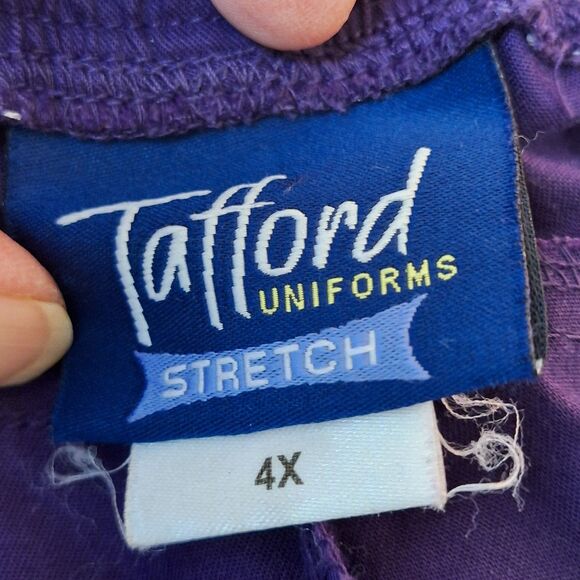 Tafford
UNIFORMS
STRETCH
4X